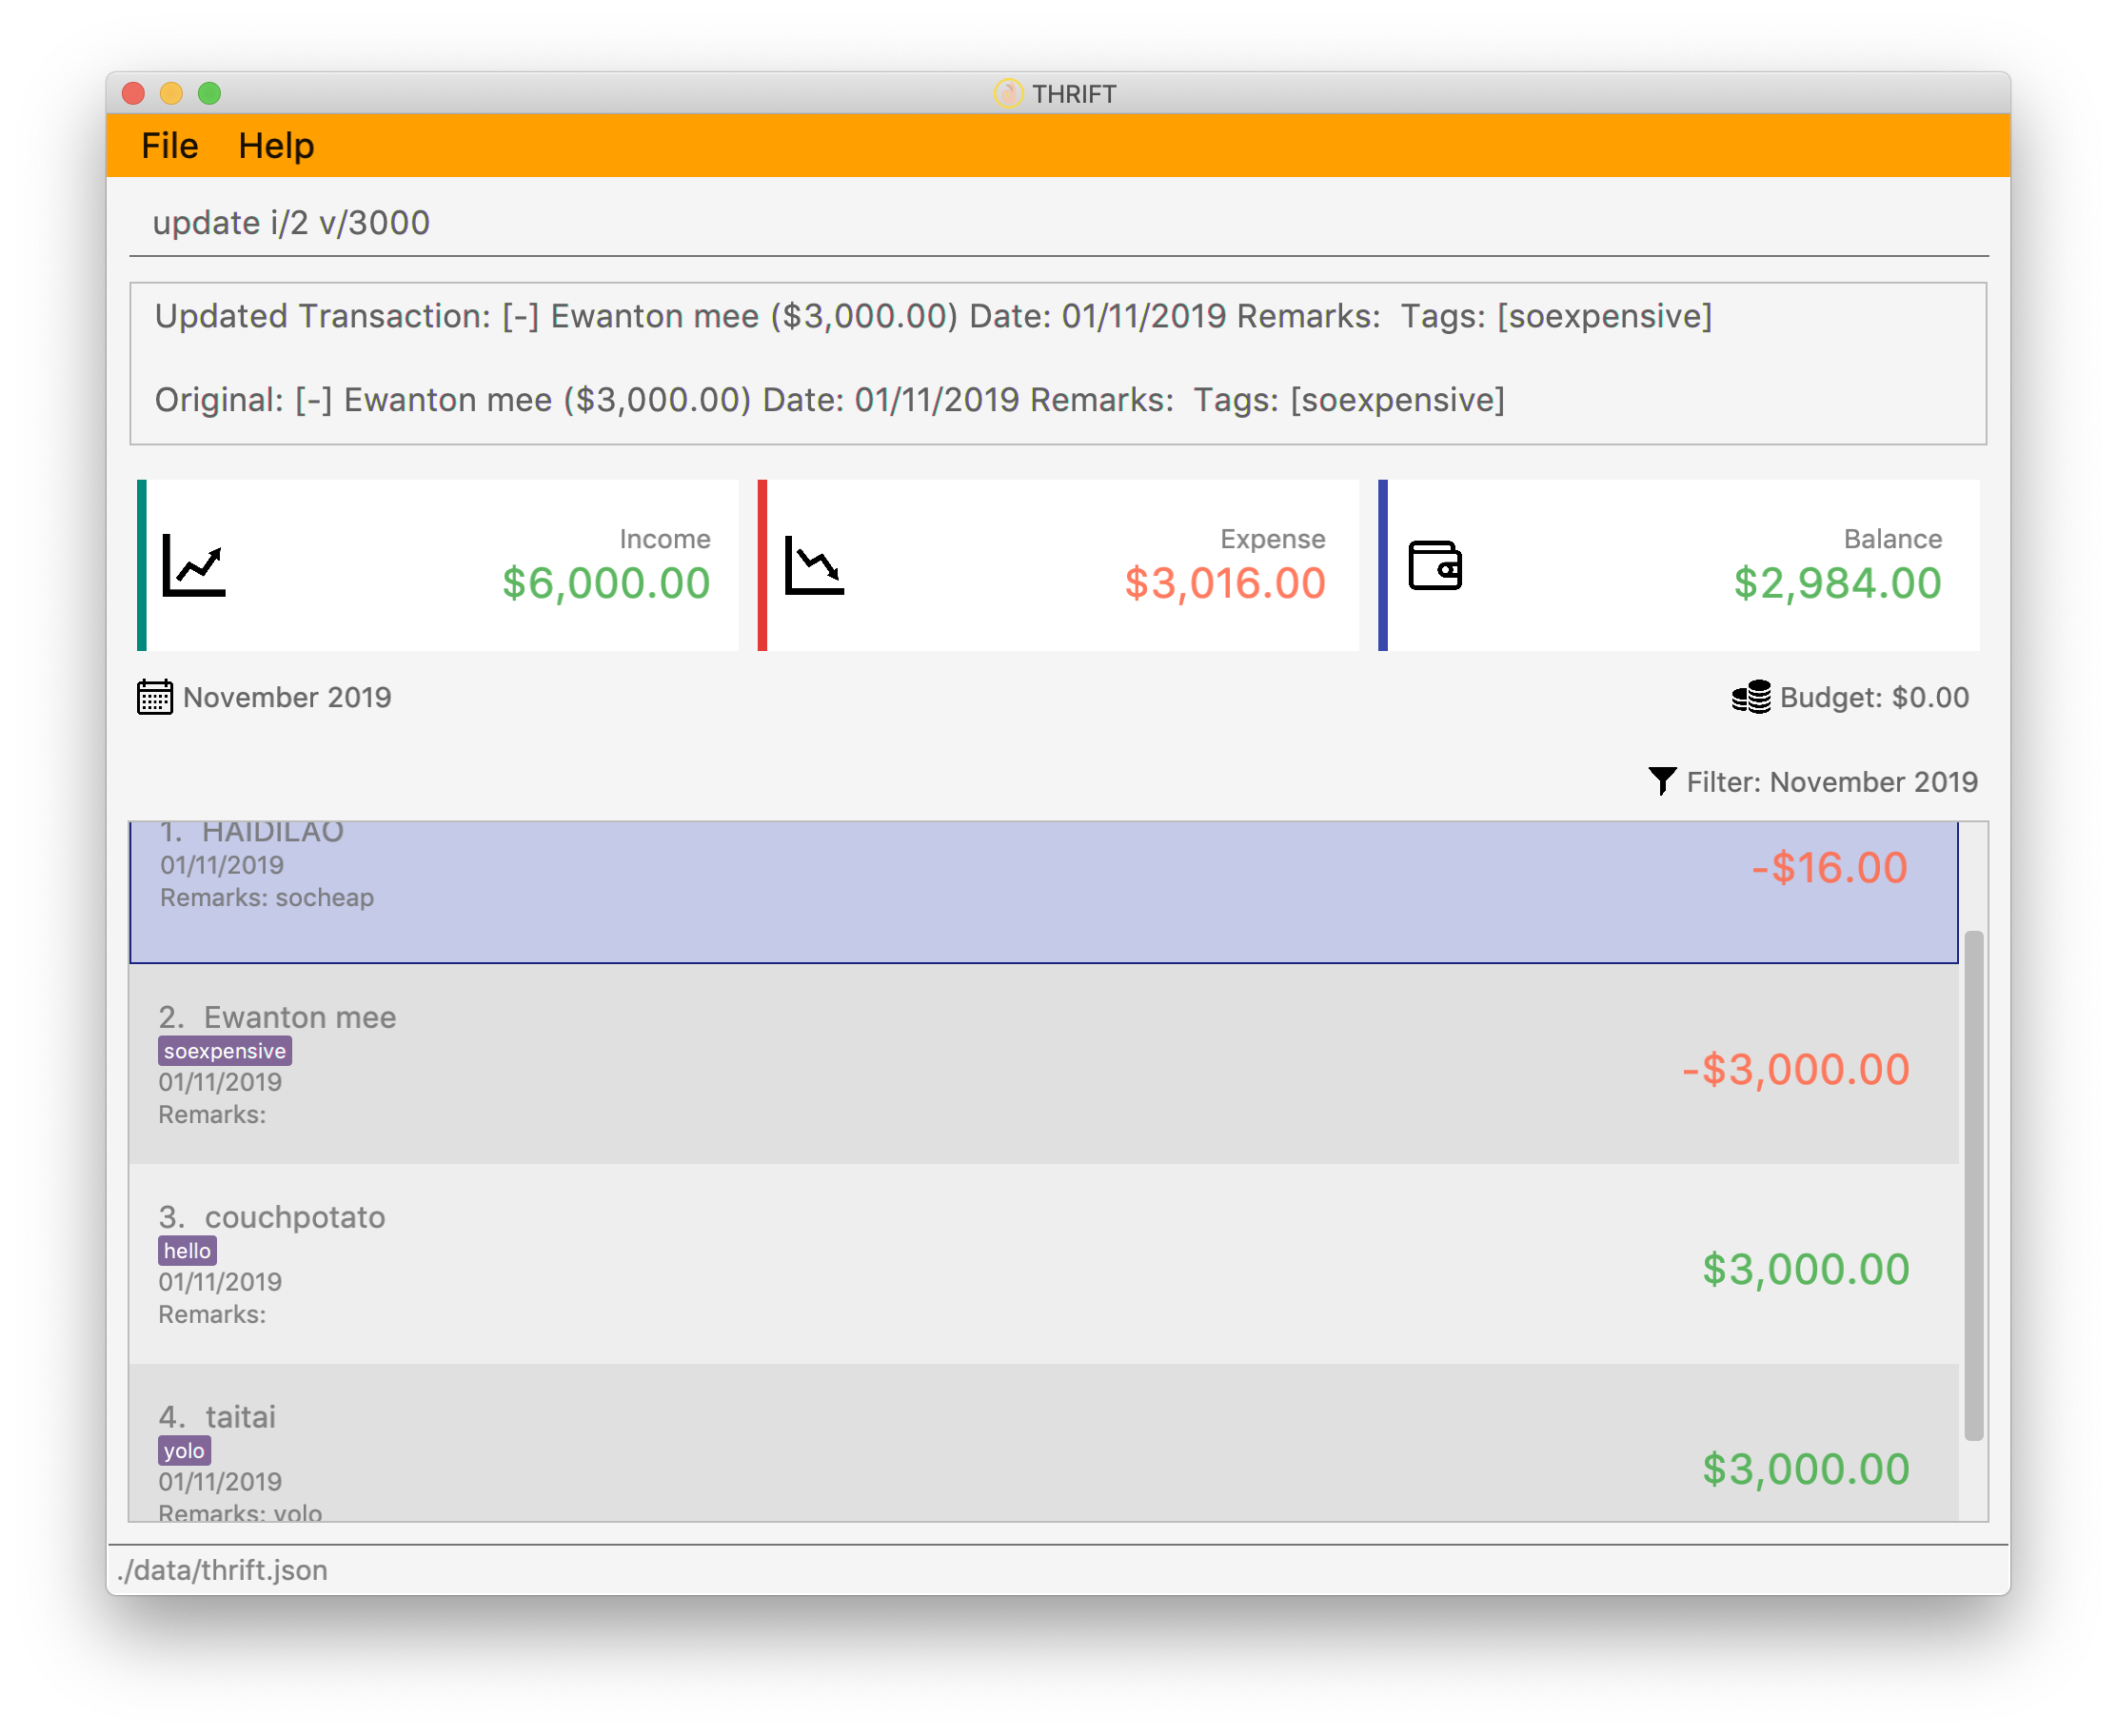 THRIFT
File Help
update i/2 v/3000
Updated Transaction: [-] Ewanton mee ($3,000.00) Date: 01/11/2019 Remarks:  Tags: [soexpensive]
Original: [-] Ewanton mee ($3,000.00) Date: 01/11/2019 Remarks:  Tags: [soexpensive]
Income
$6,000.00
Expense
$3,016.00
Balance
$2,984.00
November 2019
Budget: $0.00
Filter: November 2019
1. HAIDILAO
01/11/2019
Remarks: socheap
-$16.00
2. Ewanton mee
soexpensive
01/11/2019
Remarks:
-$3,000.00
3. couchpotato
hello
01/11/2019
Remarks:
$3,000.00
4. taitai
yolo
01/11/2019
Remarks: yolo
$3,000.00
./data/thrift.json